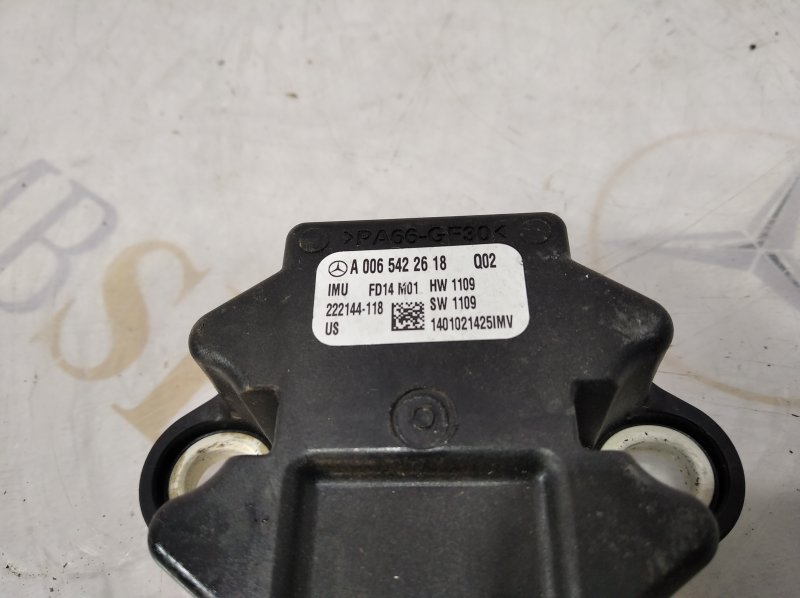 >PA66-GF30<
A 006 542 26 18 Q02
IMU FD14 M01 HW 1109
222144-118 SW 1109
US 1401021425IMV